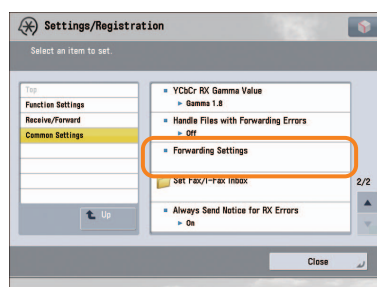 Settings/Registration
Select an item to set.
Top
Function Settings
Receive/Forward
Common Settings
Up
YCbCr RX Gamma Value
Gamma 1.8
Handle Files with Forwarding Errors
Off
Forwarding Settings
Set Fax/I-Fax Inbox
Always Send Notice for RX Errors
On
2/2
Close